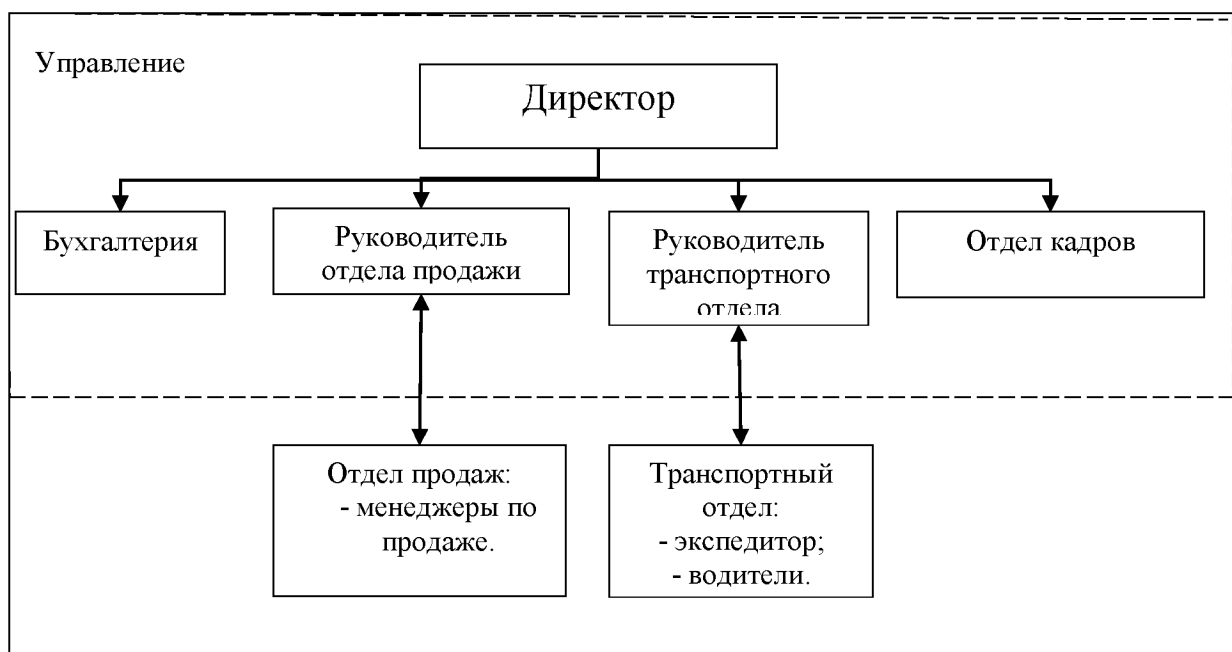 Управление
Директор
Бухгалтерия
Руководитель
отдела продажи
Руководитель
транспортного
отдела
Отдел кадров
Отдел продаж:
- менеджеры по
продаже.
Транспортный
отдел:
- экспедитор;
- водители.